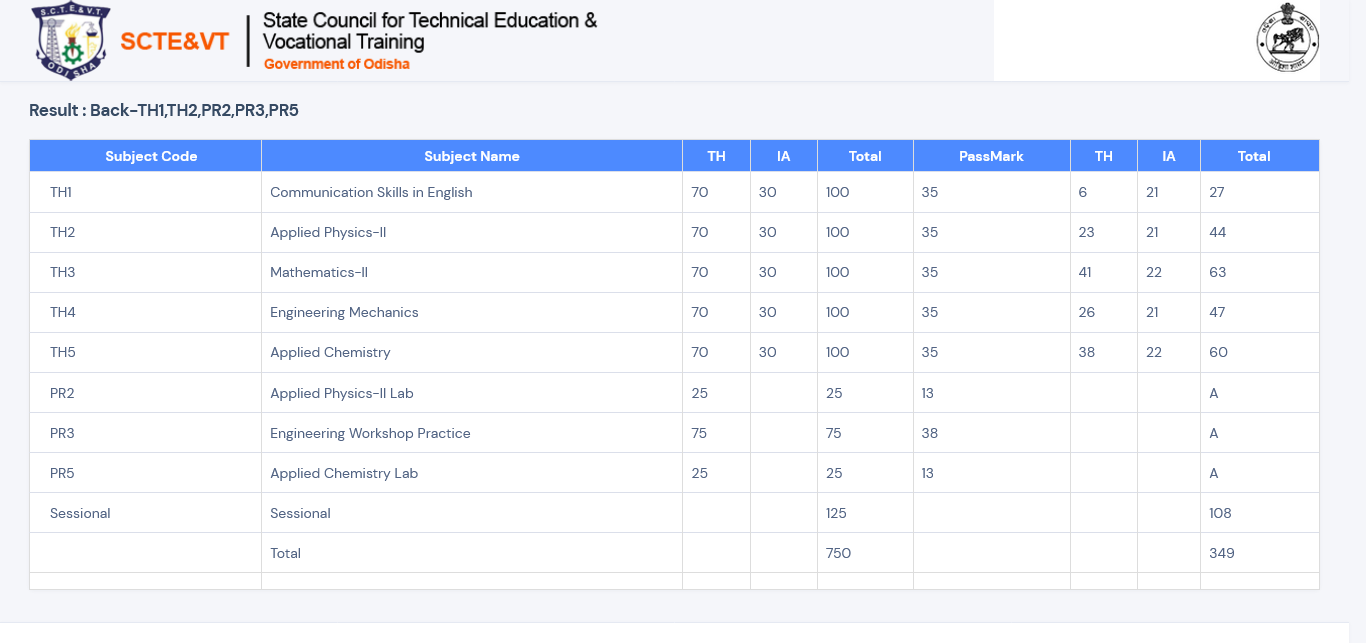 S.C.T.E.&V.T.
ODISHA
SCTE&VT
State Council for Technical Education &
Vocational Training
Government of Odisha
Result : Back-TH1,TH2,PR2,PR3,PR5
Subject Code Subject Name TH IA Total PassMark TH IA Total
TH1 Communication Skills in English 70 30 100 35 6 21 27
TH2 Applied Physics-II 70 30 100 35 23 21 44
TH3 Mathematics-II 70 30 100 35 41 22 63
TH4 Engineering Mechanics 70 30 100 35 26 21 47
TH5 Applied Chemistry 70 30 100 35 38 22 60
PR2 Applied Physics-II Lab 25 25 13 A
PR3 Engineering Workshop Practice 75 75 38 A
PR5 Applied Chemistry Lab 25 25 13 A
Sessional Sessional 125 108
Total 750 349